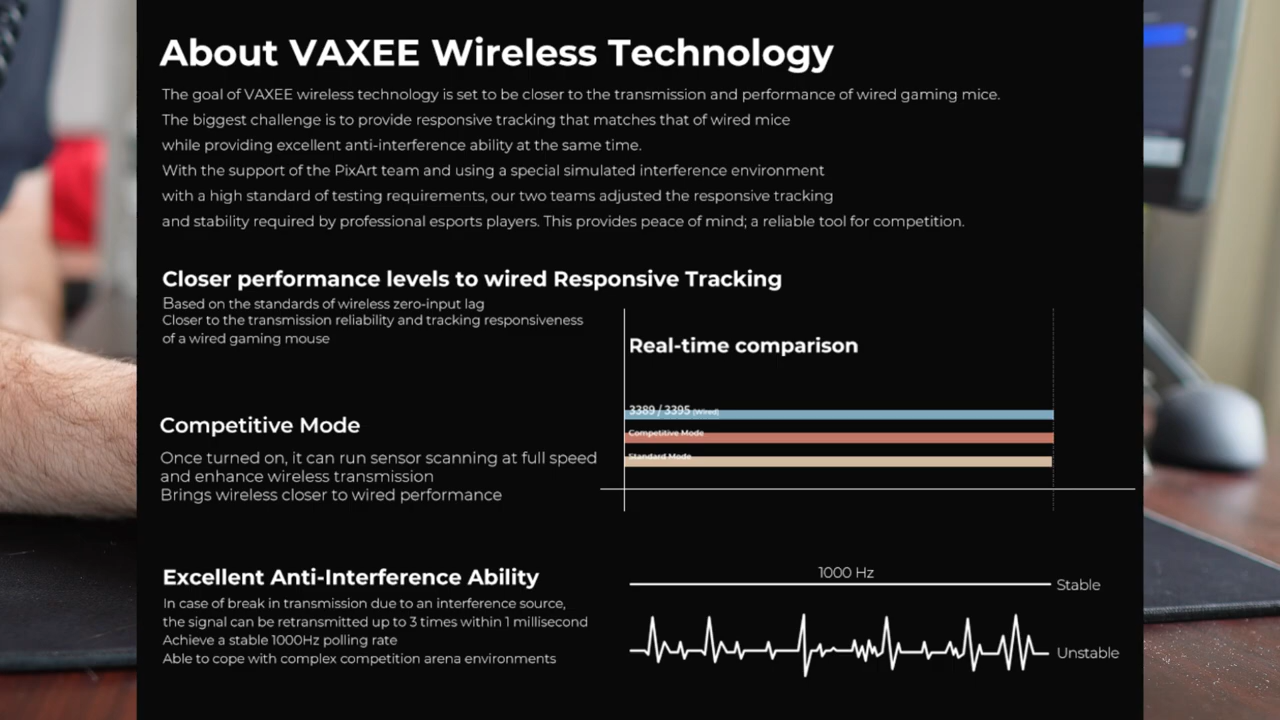 About VAXEE Wireless Technology
The goal of VAXEE wireless technology is set to be closer to the transmission and performance of wired gaming mice.
The biggest challenge is to provide responsive tracking that matches that of wired mice
while providing excellent anti-interference ability at the same time.
With the support of the PixArt team and using a special simulated interference environment
with a high standard of testing requirements, our two teams adjusted the responsive tracking
and stability required by professional esports players. This provides peace of mind; a reliable tool for competition.
Closer performance levels to wired Responsive Tracking
Based on the standards of wireless zero-input lag
Closer to the transmission reliability and tracking responsiveness
of a wired gaming mouse
Real-time comparison
3389 / 3395 (Wired)
Competitive Mode
Standard Mode
Competitive Mode
Once turned on, it can run sensor scanning at full speed
and enhance wireless transmission
Brings wireless closer to wired performance
Excellent Anti-Interference Ability
In case of break in transmission due to an interference source,
the signal can be retransmitted up to 3 times within 1 millisecond
Achieve a stable 1000Hz polling rate
Able to cope with complex competition arena environments
1000 Hz
Stable
Unstable